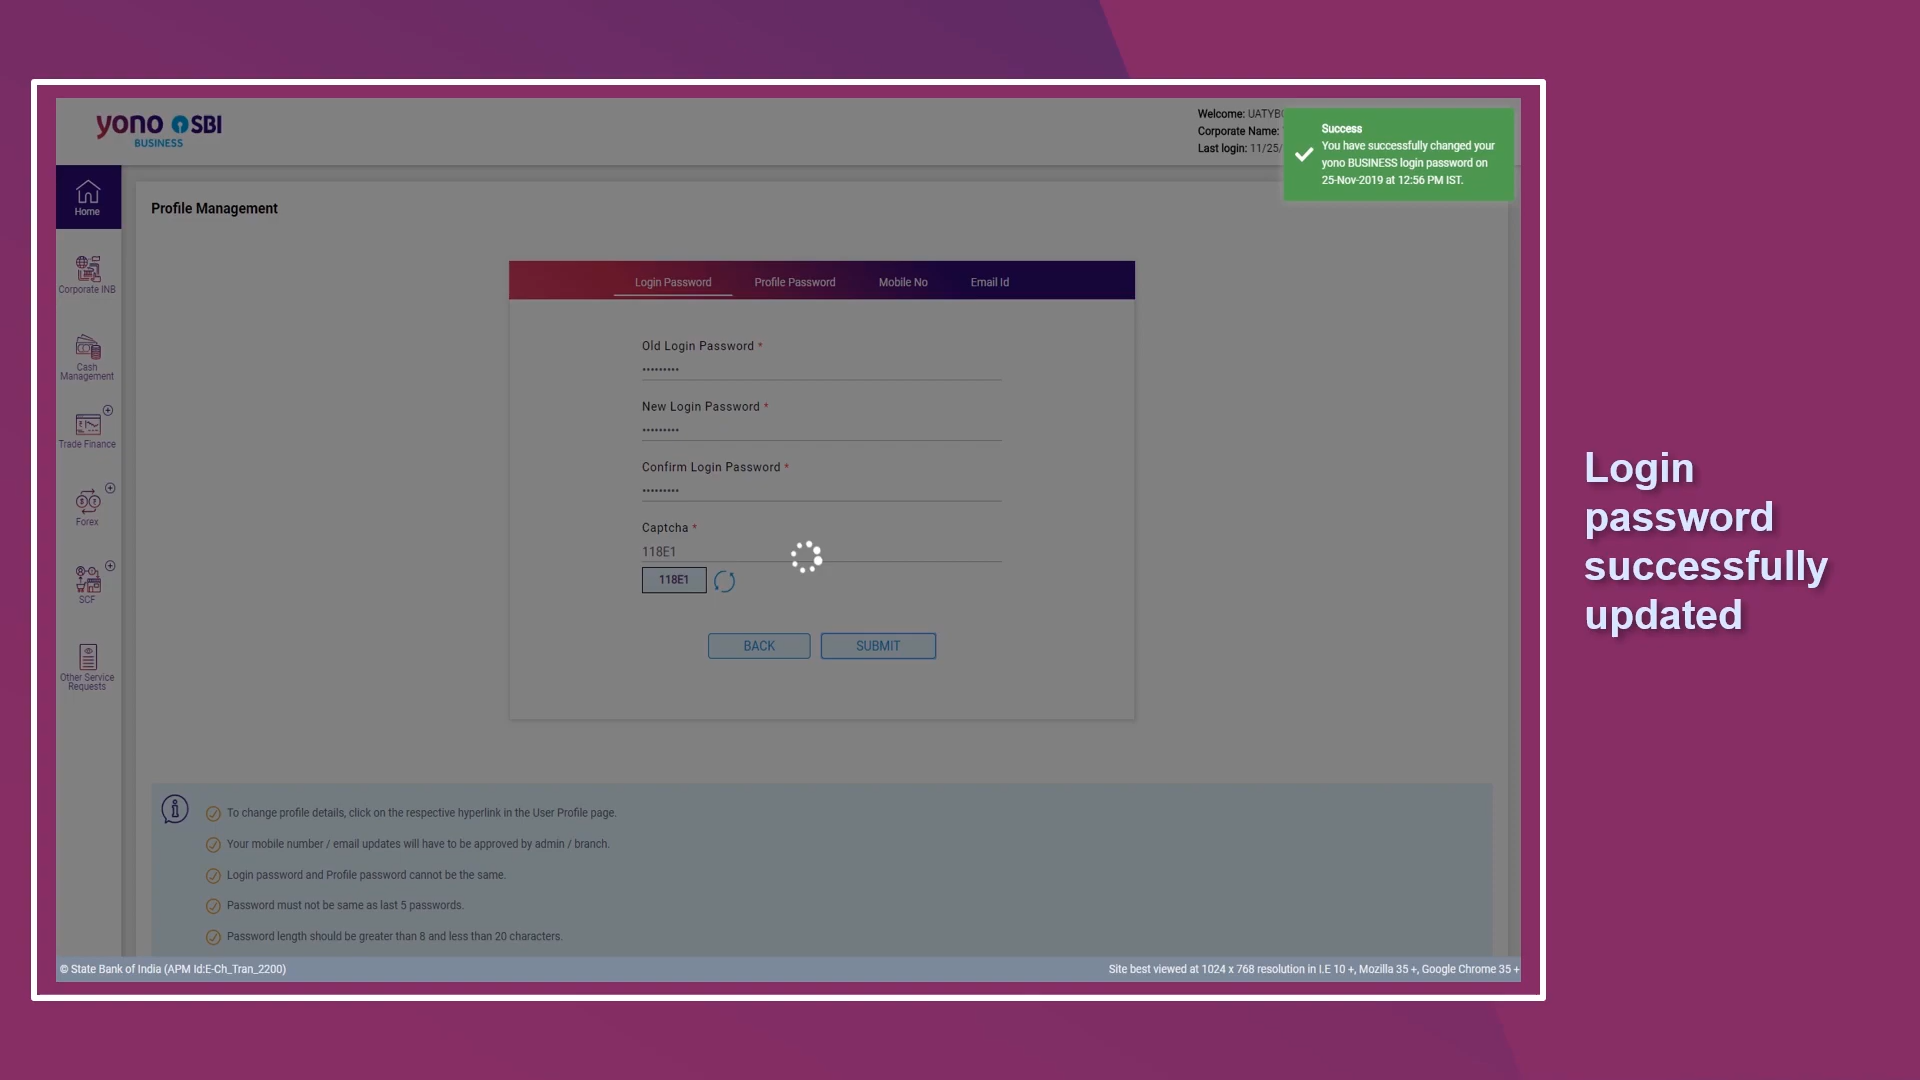 yono SBI
BUSINESS
Welcome: UATYB
Corporate Name:
Last login: 11/25/
Success
You have successfully changed your
yono BUSINESS login password on
25-Nov-2019 at 12:56 PM IST.
Home
Corporate INB
Cash
Management
Trade Finance
Forex
SCF
Other Service
Requests
Profile Management
Login Password Profile Password Mobile No Email Id
Old Login Password *
•••••••••
New Login Password *
•••••••••
Confirm Login Password *
•••••••••
Captcha *
118E1
118E1
BACK SUBMIT
To change profile details, click on the respective hyperlink in the User Profile page.
Your mobile number / email updates will have to be approved by admin / branch.
Login password and Profile password cannot be the same.
Password must not be same as last 5 passwords.
Password length should be greater than 8 and less than 20 characters.
© State Bank of India (APM Id:E-Ch_Tran_2200)
Site best viewed at 1024 x 768 resolution in I.E 10 +, Mozilla 35 +, Google Chrome 35 +
Login
password
successfully
updated